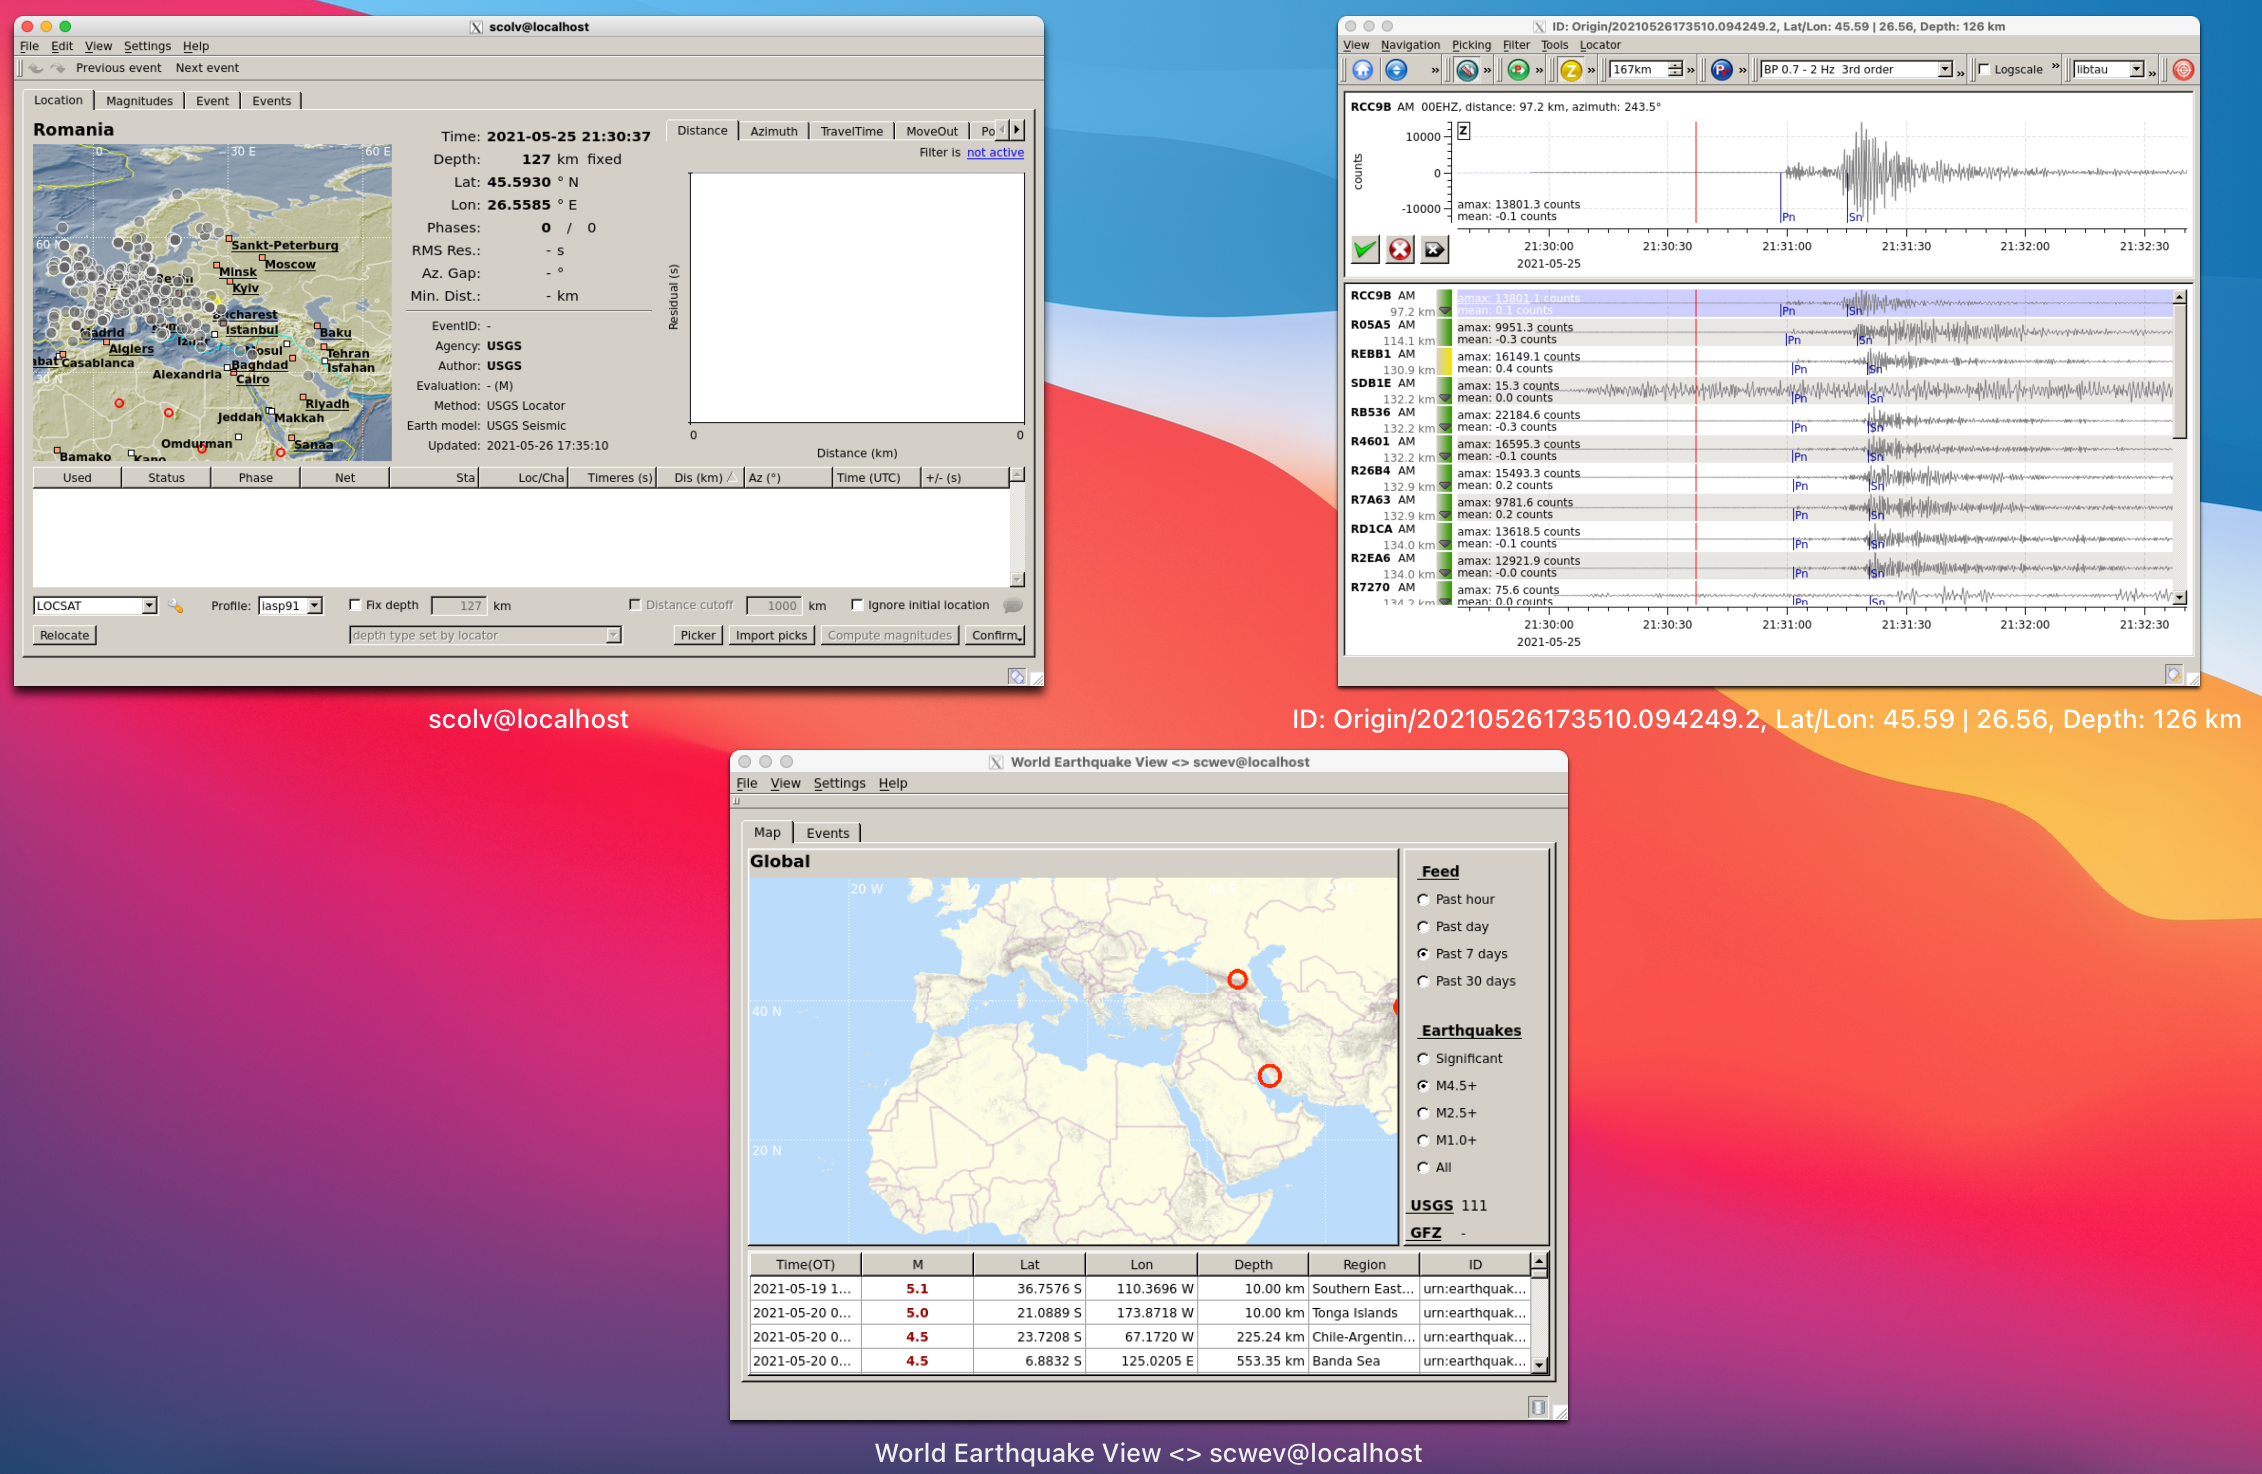 scolv@localhost
File Edit View Settings Help
Previous event Next event
Location Magnitudes Event Events
Romania
0 30 E 60 E
60 N
Sankt-Peterburg
Moscow
Minsk
Kyiv
Bucharest
Istanbul
Madrid
Izmir
Baku
Algiers
Mosul
Tehran
Casablanca
Baghdad
Isfahan
Alexandria
Cairo
30 N
Riyadh
Jeddah
Makkah
Omdurman
Sanaa
Bamako
Kano
Time: 2021-05-25 21:30:37
Depth: 127 km fixed
Lat: 45.5930 ° N
Lon: 26.5585 ° E
Phases: 0 / 0
RMS Res.: - s
Az. Gap: - °
Min. Dist.: - km
EventID: -
Agency: USGS
Author: USGS
Evaluation: - (M)
Method: USGS Locator
Earth model: USGS Seismic
Updated: 2021-05-26 17:35:10
Distance Azimuth TravelTime MoveOut Po
Filter is not active
Residual (s)
0 0
Distance (km)
Used Status Phase Net Sta Loc/Cha Timeres (s) Dis (km) Az (°) Time (UTC) +/- (s)
LOCSAT Profile: iasp91 Fix depth 127 km Distance cutoff 1000 km Ignore initial location
Relocate depth type set by locator Picker Import picks Compute magnitudes Confirm
scolv@localhost
ID: Origin/20210526173510.094249.2, Lat/Lon: 45.59 | 26.56, Depth: 126 km
View Navigation Picking Filter Tools Locator
Z 167km BP 0.7 - 2 Hz 3rd order Logscale libtau
RCC9B AM 00EHZ, distance: 97.2 km, azimuth: 243.5°
Z
counts
10000
0
-10000
amax: 13801.3 counts
mean: -0.1 counts
Pn Sn
21:30:00 21:30:30 21:31:00 21:31:30 21:32:00 21:32:30
2021-05-25
RCC9B AM amax: 13801.1 counts
97.2 km mean: 0.1 counts Pn Sn
R05A5 AM amax: 9951.3 counts
114.1 km mean: -0.3 counts Pn Sn
REBB1 AM amax: 16149.1 counts
130.9 km mean: 0.4 counts Pn Sn
SDB1E AM amax: 15.3 counts
132.2 km mean: 0.0 counts Pn Sn
RB536 AM amax: 22184.6 counts
132.2 km mean: -0.3 counts Pn Sn
R4601 AM amax: 16595.3 counts
132.2 km mean: -0.1 counts Pn Sn
R26B4 AM amax: 15493.3 counts
132.9 km mean: 0.2 counts Pn Sn
R7A63 AM amax: 9781.6 counts
132.9 km mean: 0.2 counts Pn Sn
RD1CA AM amax: 13618.5 counts
134.0 km mean: -0.1 counts Pn Sn
R2EA6 AM amax: 12921.9 counts
134.0 km mean: -0.0 counts Pn Sn
R7270 AM amax: 75.6 counts
134.2 km mean: 0.0 counts Pn Sn
21:30:00 21:30:30 21:31:00 21:31:30 21:32:00 21:32:30
2021-05-25
ID: Origin/20210526173510.094249.2, Lat/Lon: 45.59 | 26.56, Depth: 126 km
World Earthquake View <> scwev@localhost
File View Settings Help
Map Events
Global
20 W
40 N
20 N
Feed
Past hour
Past day
Past 7 days
Past 30 days
Earthquakes
Significant
M4.5+
M2.5+
M1.0+
All
USGS 111
GFZ -
Time(OT) M Lat Lon Depth Region ID
2021-05-19 1... 5.1 36.7576 S 110.3696 W 10.00 km Southern East... urn:earthquak...
2021-05-20 0... 5.0 21.0889 S 173.8718 W 10.00 km Tonga Islands urn:earthquak...
2021-05-20 0... 4.5 23.7208 S 67.1720 W 225.24 km Chile-Argentin... urn:earthquak...
2021-05-20 0... 4.5 6.8832 S 125.0205 E 553.35 km Banda Sea urn:earthquak...
World Earthquake View <> scwev@localhost